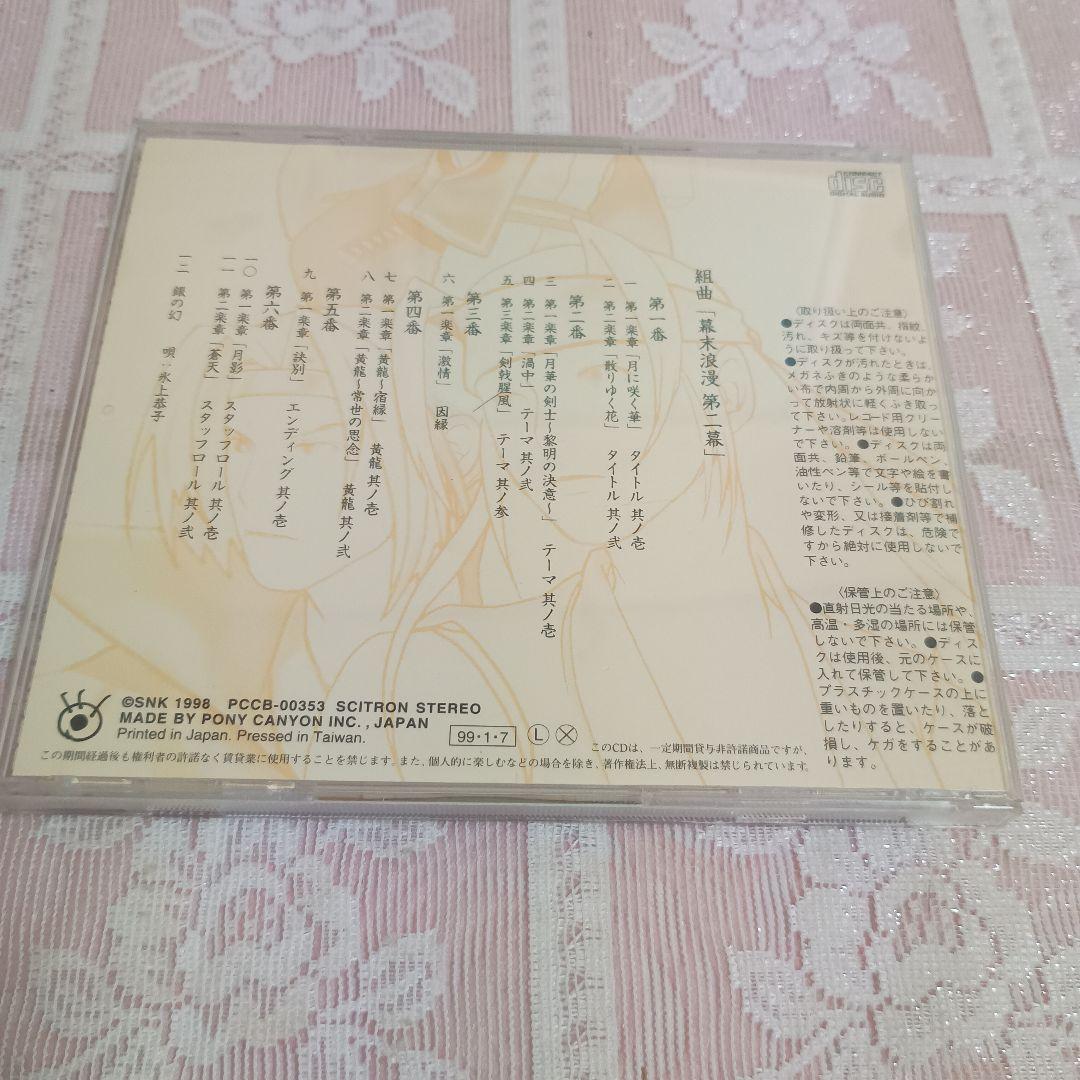 COMPACT
disc
DIGITAL AUDIO
組曲「幕末浪漫 第二幕」
第一番
一 第一楽章「月に咲く華」 タイトル 其ノ壱
二 第二楽章「散りゆく花」 タイトル 其ノ弐
第二番
三 第一楽章「月華の剣士〜黎明の決意〜」 テーマ 其ノ壱
四 第二楽章「渦中」 テーマ 其ノ弐
五 第三楽章「剣戟腥風」 テーマ 其ノ参
第三番
六 第一楽章「激情」 因縁
第四番
七 第一楽章「黄龍〜宿縁」 黄龍 其ノ壱
八 第二楽章「黄龍〜常世の思念」 黄龍 其ノ弐
第五番
九 第一楽章「訣別」 エンディング 其ノ壱
第六番
一〇 第一楽章「月影」 スタッフロール 其ノ壱
一一 第二楽章「蒼天」 スタッフロール 其ノ弐
一二 銀の幻 唄:氷上恭子
〈取り扱い上のご注意〉
●ディスクは両面共、指紋、
汚れ、キズ等を付けないよ
うに取り扱って下さい。
●ディスクが汚れたときは、
メガネふきのような柔らか
い布で内周から外周に向か
って放射状に軽くふき取っ
て下さい。レコード用クリー
ナーや溶剤等は使用しない
で下さい。●ディスクは両
面共、鉛筆、ボールペン、
油性ペン等で文字や絵を書
いたり、シール等を貼付し
ないで下さい。●ひび割れ
や変形、又は接着剤等で補
修したディスクは、危険で
すから絶対に使用しないで
下さい。
〈保管上のご注意〉
●直射日光の当たる場所や、
高温・多湿の場所には保管
しないで下さい。●ディス
クは使用後、元のケースに
入れて保管して下さい。●
プラスチックケースの上に
重いものを置いたり、落と
したりすると、ケースが破
損し、ケガをすることがあ
ります。
©SNK 1998 PCCB-00353 SCITRON STEREO
MADE BY PONY CANYON INC., JAPAN
Printed in Japan. Pressed in Taiwan.
99・1・7 L X
このCDは、一定期間貸与非許諾商品ですが、
この期間経過後も権利者の許諾なく賃貸業に使用することを禁じます。また、個人的に楽しむなどの場合を除き、著作権法上、無断複製は禁じられています。